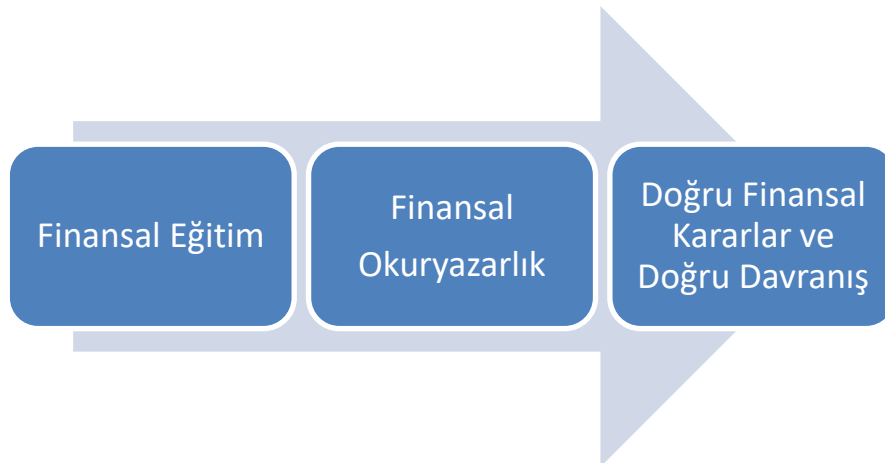 Finansal Eğitim
Finansal
Okuryazarlık
Doğru Finansal
Kararlar ve
Doğru Davranış